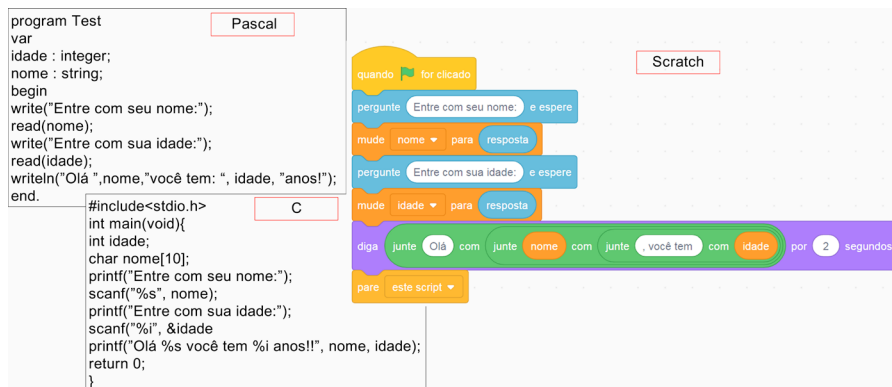 program Test
Pascal
var
idade : integer;
nome : string;
begin
write("Entre com seu nome:");
read(nome);
write("Entre com sua idade:");
read(idade);
writeln("Olá ",nome,"você tem: “, idade, ”anos!");
end.
#include<stdio.h>
C
int main(void){
int idade;
char nome[10];
printf("Entre com seu nome:");
scanf("%s", nome);
printf("Entre com sua idade:");
scanf("%i", &idade
printf("Olá %s você tem %i anos!!", nome, idade);
return 0;
}
Scratch
quando for clicado
pergunte Entre com seu nome: e espere
mude nome para resposta
pergunte Entre com sua idade: e espere
mude idade para resposta
diga junte Olá com junte nome com junte , você tem com idade por 2 segundos
pare este script